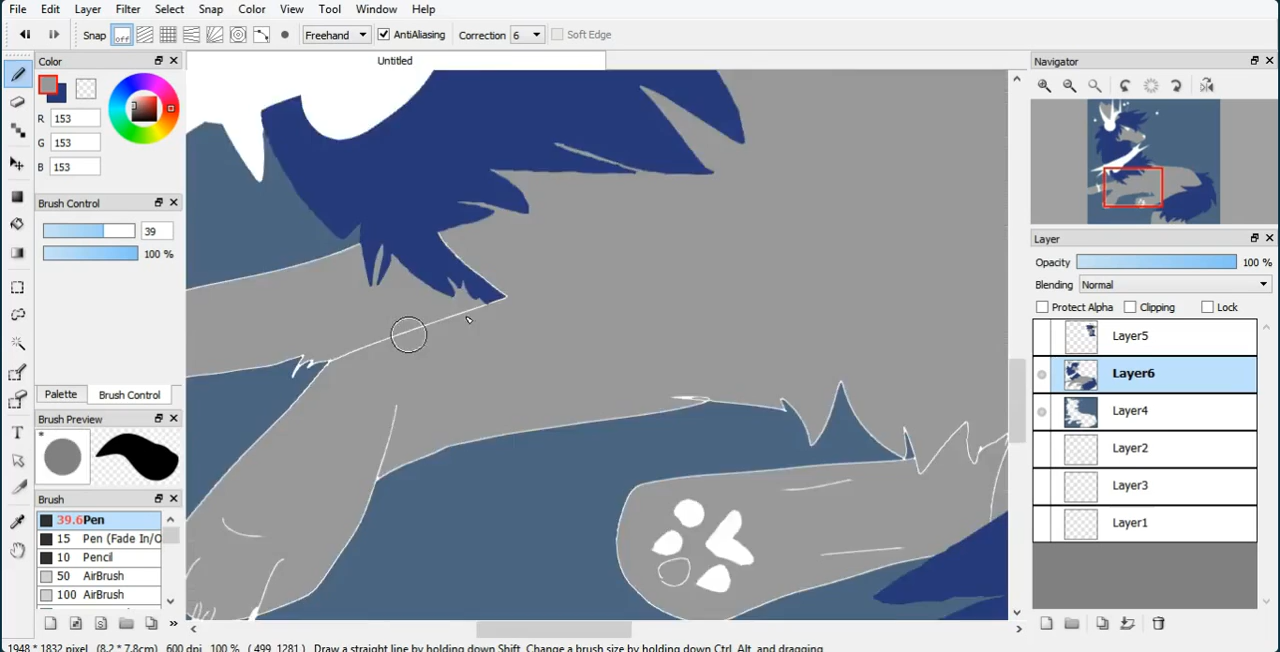 File Edit Layer Filter Select Snap Color View Tool Window Help
Snap off Freehand AntiAliasing Correction 6 Soft Edge
Color
Untitled
Navigator
R 153
G 153
B 153
Brush Control
39
100 %
Layer
Opacity 100 %
Blending Normal
Protect Alpha Clipping Lock
Layer5
Layer6
Layer4
Layer2
Layer3
Layer1
Palette Brush Control
Brush Preview
Brush
39.6 Pen
15 Pen (Fade In/O
10 Pencil
50 AirBrush
100 AirBrush
1948 * 1832 pixel (8.2 * 7.8cm) 600 dpi 100 % ( 499, 1281) Draw a straight line by holding down Shift, Change a brush size by holding down Ctrl, Alt, and dragging